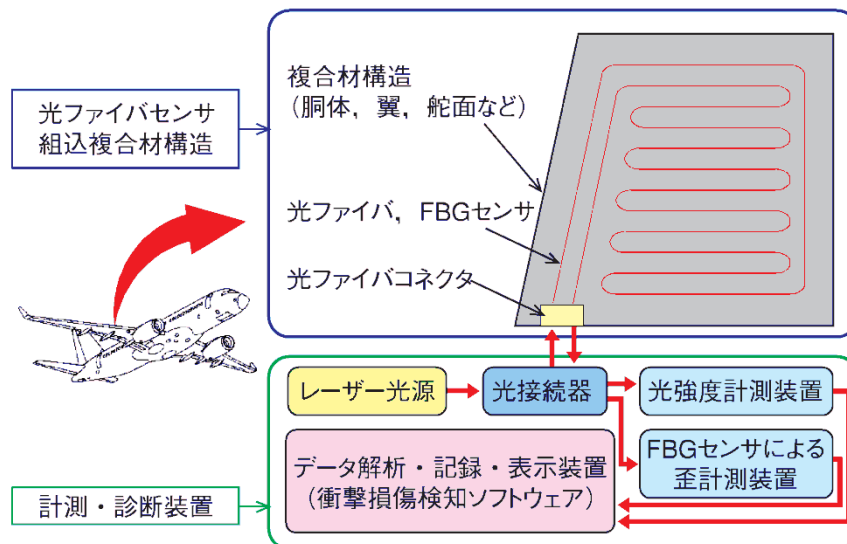 光ファイバセンサ
組込複合材構造
複合材構造
（胴体，翼，舵面など）
光ファイバ，FBGセンサ
光ファイバコネクタ
レーザー光源
光接続器
光強度計測装置
FBGセンサによる
歪計測装置
データ解析・記録・表示装置
（衝撃損傷検知ソフトウェア）
計測・診断装置